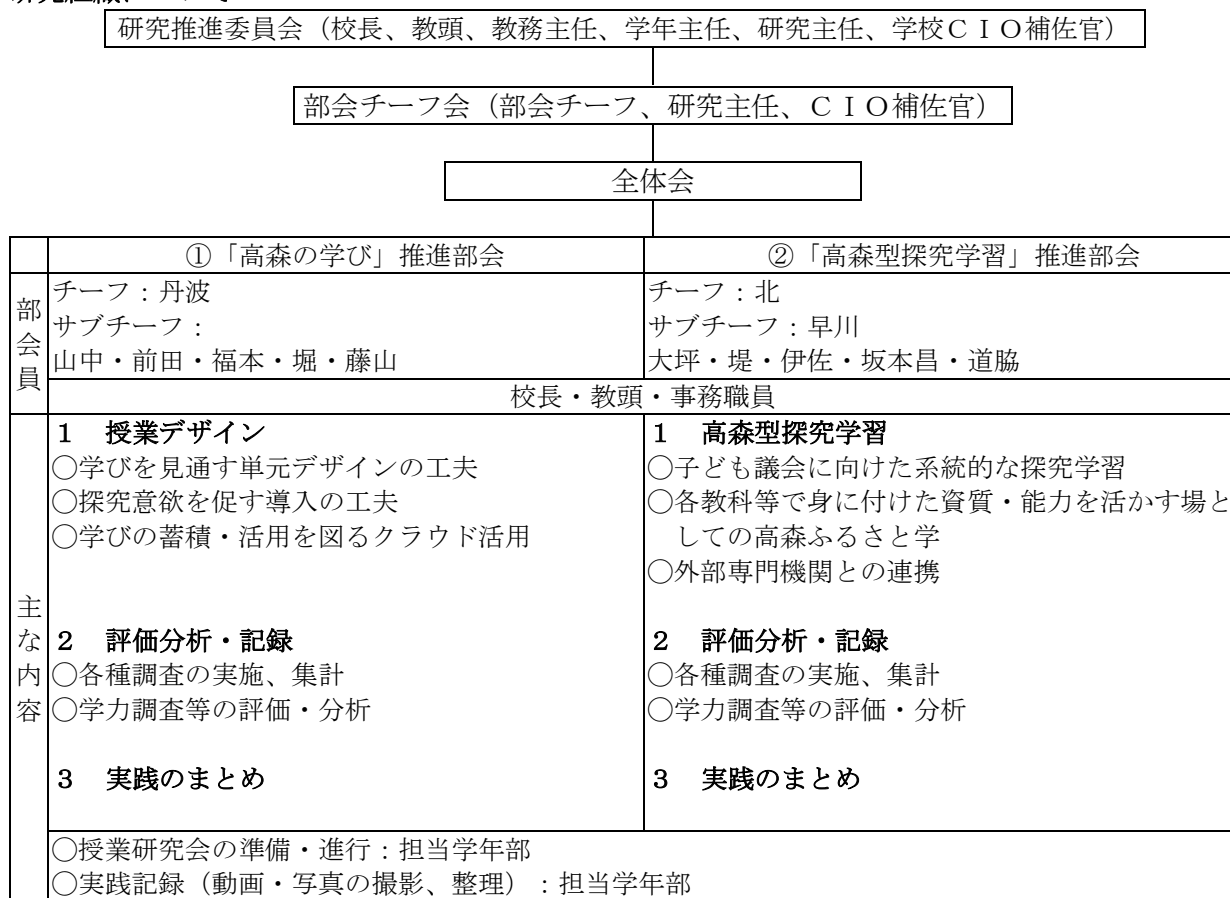 研究組織について
研究推進委員会（校長、教頭、教務主任、学年主任、研究主任、学校ＣＩＯ補佐官）
部会チーフ会（部会チーフ、研究主任、ＣＩＯ補佐官）
全体会
①「高森の学び」推進部会
②「高森型探究学習」推進部会
部会員
チーフ：丹波
サブチーフ：
山中・前田・福本・堀・藤山
チーフ：北
サブチーフ：早川
大坪・堤・伊佐・坂本昌・道脇
校長・教頭・事務職員
主な内容
１　授業デザイン
○学びを見通す単元デザインの工夫
○探究意欲を促す導入の工夫
○学びの蓄積・活用を図るクラウド活用
２　評価分析・記録
○各種調査の実施、集計
○学力調査等の評価・分析
３　実践のまとめ
１　高森型探究学習
○子ども議会に向けた系統的な探究学習
○各教科等で身に付けた資質・能力を活かす場と
しての高森ふるさと学
○外部専門機関との連携
２　評価分析・記録
○各種調査の実施、集計
○学力調査等の評価・分析
３　実践のまとめ
○授業研究会の準備・進行：担当学年部
○実践記録（動画・写真の撮影、整理）：担当学年部